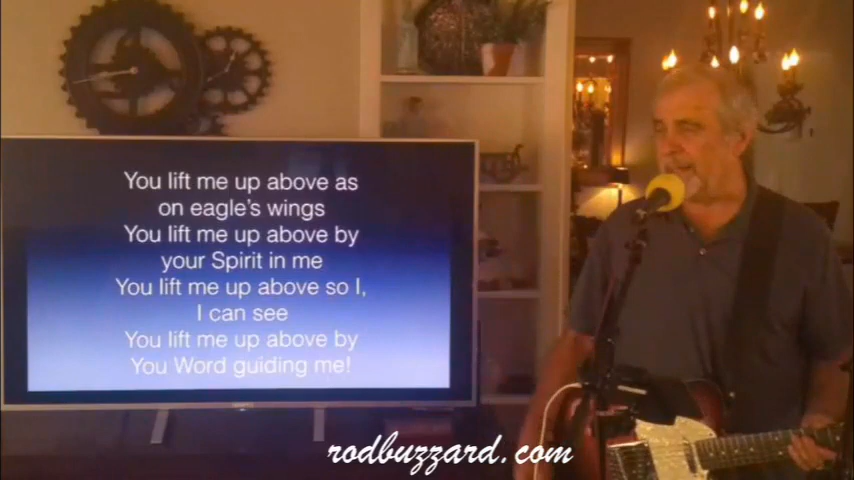 You lift me up above as
on eagle's wings
You lift me up above by
your Spirit in me
You lift me up above so I,
I can see
You lift me up above by
You Word guiding me!
rodbuzzard.com